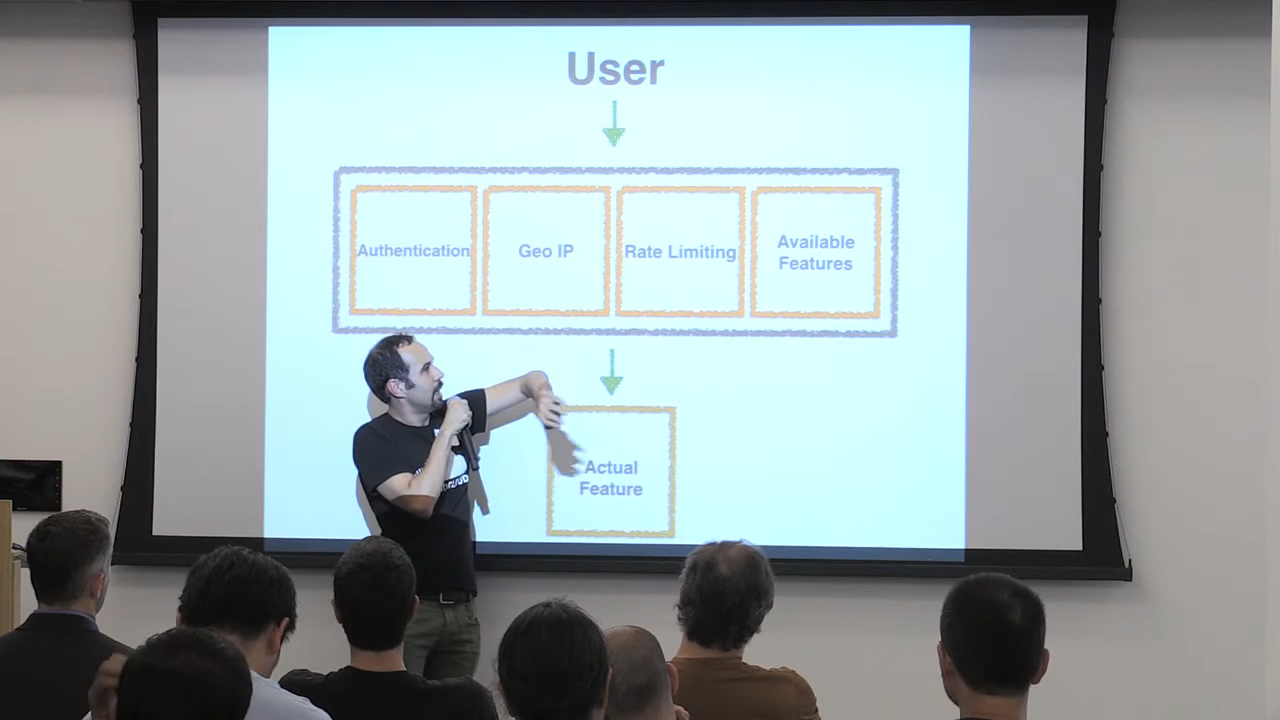 User
Authentication
Geo IP
Rate Limiting
Available
Features
Actual
Feature